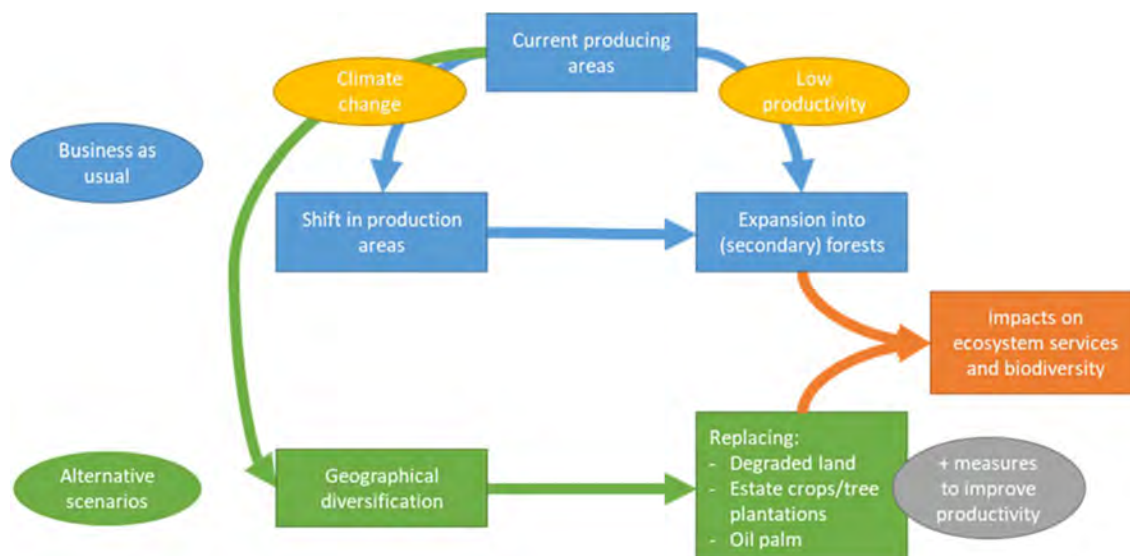 Current producing
areas
Climate
change
Low
productivity
Business as
usual
Shift in production
areas
Expansion into
(secondary) forests
Impacts on
ecosystem services
and biodiversity
Alternative
scenarios
Geographical
diversification
Replacing:
- Degraded land
- Estate crops/tree
plantations
- Oil palm
+ measures
to improve
productivity